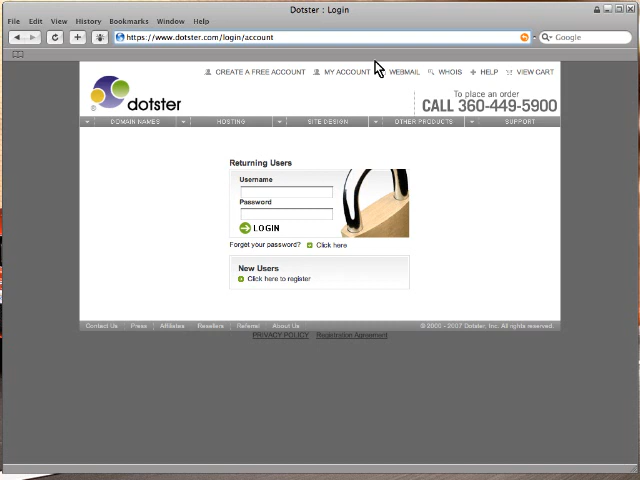 Dotster : Login
File Edit View History Bookmarks Window Help
https://www.dotster.com/login/account
Google
CREATE A FREE ACCOUNT MY ACCOUNT WEBMAIL WHOIS HELP VIEW CART
dotster
To place an order
CALL 360-449-5900
DOMAIN NAMES HOSTING SITE DESIGN OTHER PRODUCTS SUPPORT
Returning Users
Username
Password
LOGIN
Forget your password? Click here
New Users
Click here to register
Contact Us Press Affiliates Resellers Referral About Us © 2000 - 2007 Dotster, Inc. All rights reserved.
PRIVACY POLICY Registration Agreement